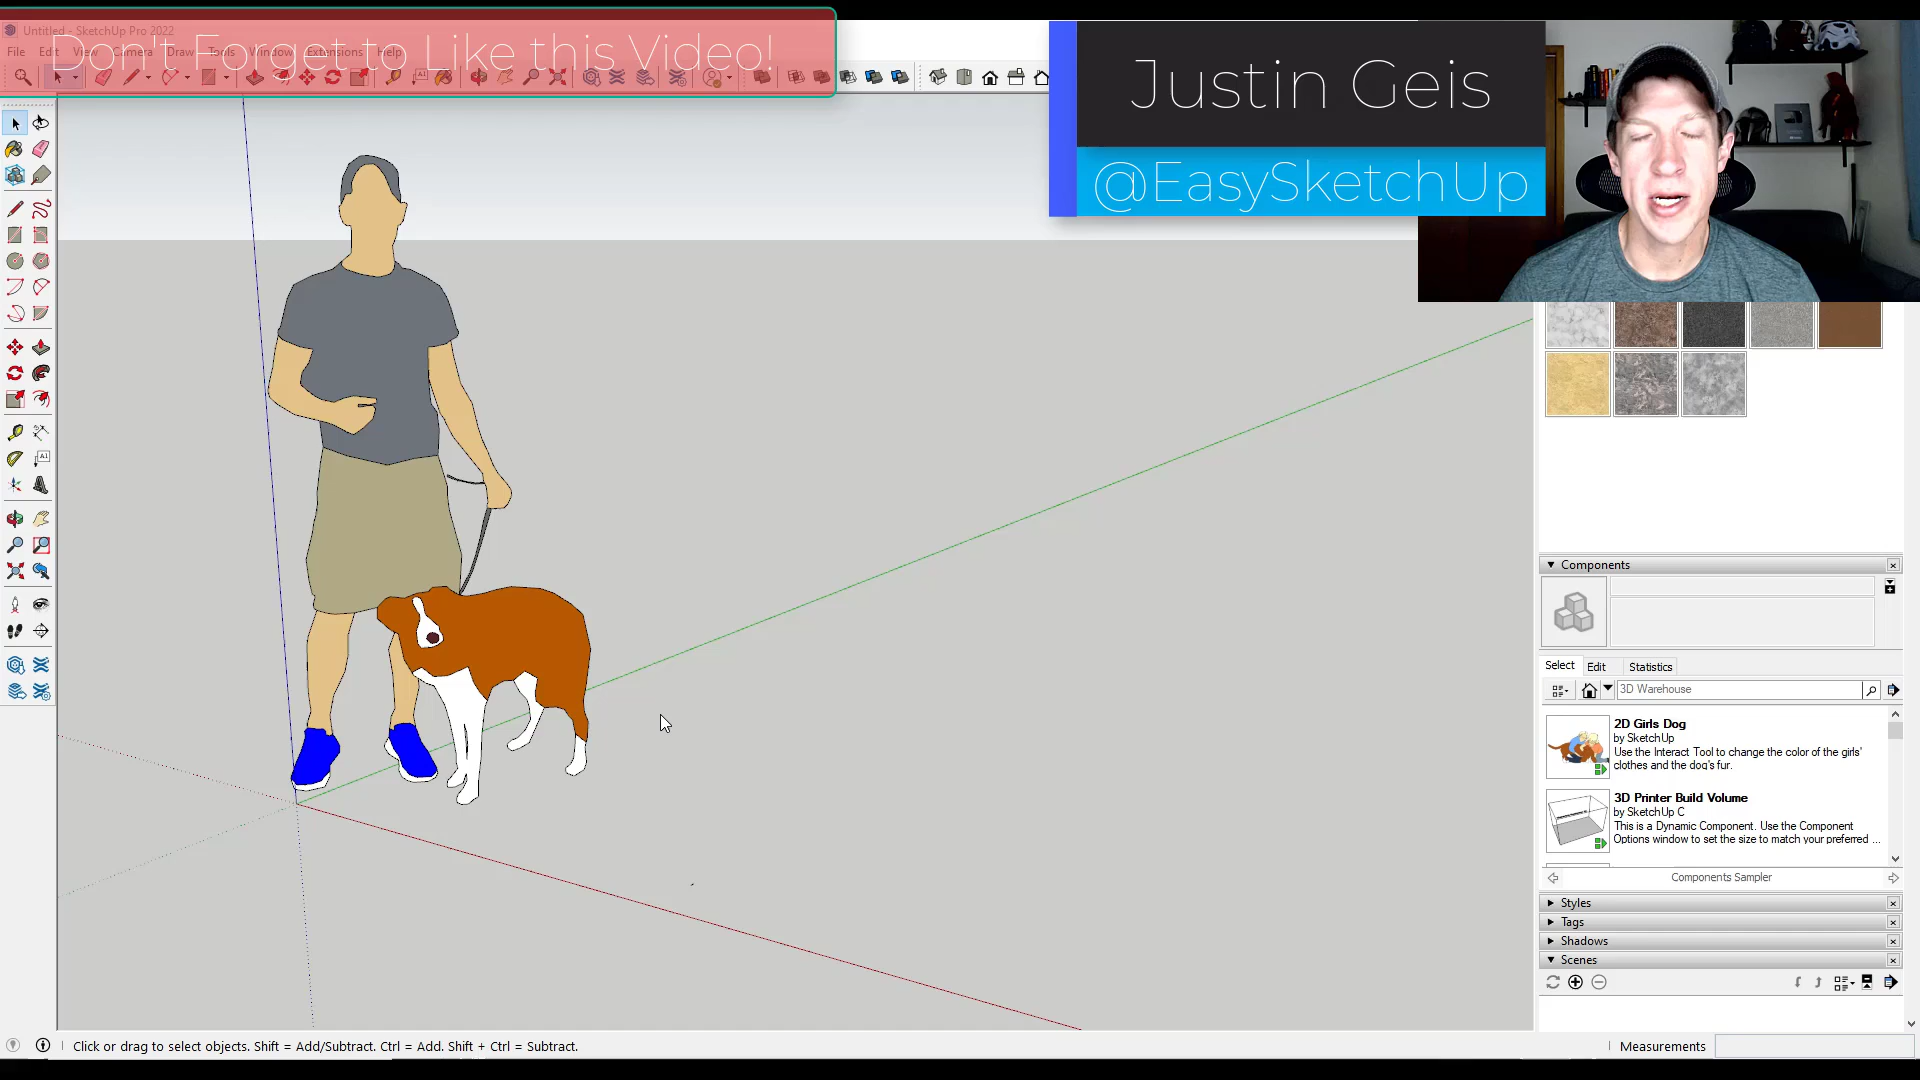 Untitled - SketchUp Pro 2022
File Edit View Camera Draw Tools Window Extensions Help
Don't Forget to Like this Video!
Justin Geis
@EasySketchUp
Components
Select Edit Statistics
3D Warehouse
2D Girls Dog
by SketchUp
Use the Interact Tool to change the color of the girls'
clothes and the dog's fur.
3D Printer Build Volume
by SketchUp C
This is a Dynamic Component. Use the Component
Options window to set the size to match your preferred ...
Components Sampler
Styles
Tags
Shadows
Scenes
Click or drag to select objects. Shift = Add/Subtract. Ctrl = Add. Shift + Ctrl = Subtract.
Measurements